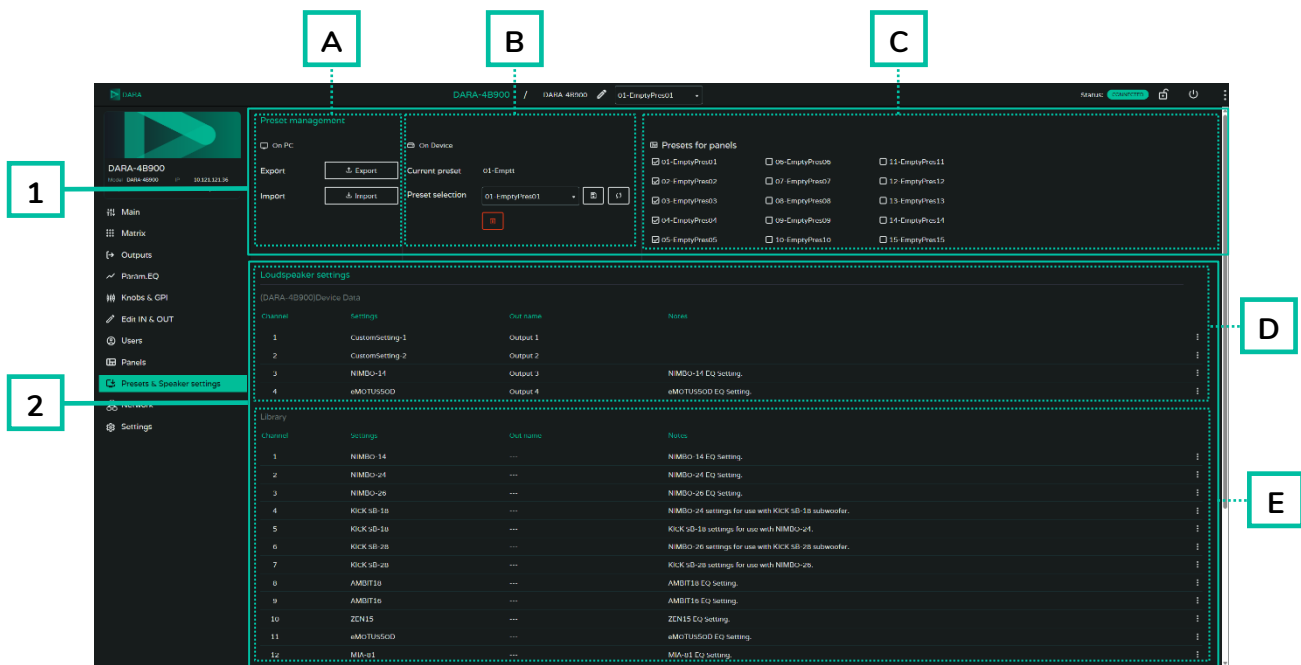 A
B
C
DARA
DARA-4B900 / DARA-4B900 01-EmptyPres01
Status: CONNECTED
DARA-4B900
Model DARA-4B900 IP 10.121.121.36
1
Main
Matrix
Outputs
Param.EQ
Knobs & GPI
Edit IN & OUT
Users
Panels
Presets & Speaker settings
2
Network
Settings
Preset management
On PC
Export Export
Import Import
On Device
Current preset 01-Emptt
Preset selection 01-EmptyPres01
Presets for panels
01-EmptyPres01 06-EmptyPres06 11-EmptyPres11
02-EmptyPres02 07-EmptyPres07 12-EmptyPres12
03-EmptyPres03 08-EmptyPres08 13-EmptyPres13
04-EmptyPres04 09-EmptyPres09 14-EmptyPres14
05-EmptyPres05 10-EmptyPres10 15-EmptyPres15
Loudspeaker settings
(DARA-4B900)Device Data
Channel Settings Out name Notes
1 CustomSetting-1 Output 1
2 CustomSetting-2 Output 2
3 NIMBO-14 Output 3 NIMBO-14 EQ Setting.
4 eMOTUS5OD Output 4 eMOTUS5OD EQ Setting.
D
Library
Channel Settings Out name Notes
1 NIMBO-14 --- NIMBO-14 EQ Setting.
2 NIMBO-24 --- NIMBO-24 EQ Setting.
3 NIMBO-26 --- NIMBO-26 EQ Setting.
4 KICK SB-18 --- NIMBO-24 settings for use with KICK SB-18 subwoofer.
5 KICK SB-18 --- KICK SB-18 settings for use with NIMBO-24.
6 KICK SB-28 --- NIMBO-26 settings for use with KICK SB-28 subwoofer.
7 KICK SB-28 --- KICK SB-28 settings for use with NIMBO-26.
8 AMBIT18 --- AMBIT18 EQ Setting.
9 AMBIT16 --- AMBIT16 EQ Setting.
10 ZEN15 --- ZEN15 EQ Setting.
11 eMOTUS5OD --- eMOTUS5OD EQ Setting.
12 MIA-81 --- MIA-81 EQ Setting.
E